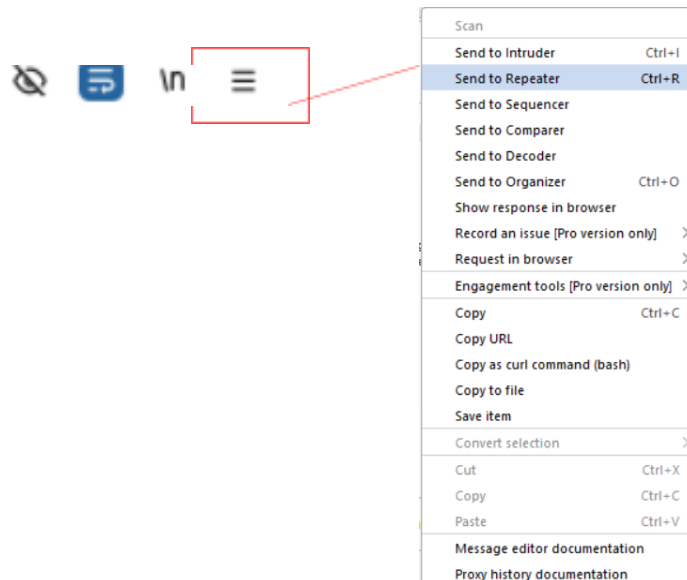 \n
Scan
Send to Intruder Ctrl+I
Send to Repeater Ctrl+R
Send to Sequencer
Send to Comparer
Send to Decoder
Send to Organizer Ctrl+O
Show response in browser
Record an issue [Pro version only]
Request in browser
Engagement tools [Pro version only]
Copy Ctrl+C
Copy URL
Copy as curl command (bash)
Copy to file
Save item
Convert selection
Cut Ctrl+X
Copy Ctrl+C
Paste Ctrl+V
Message editor documentation
Proxy history documentation